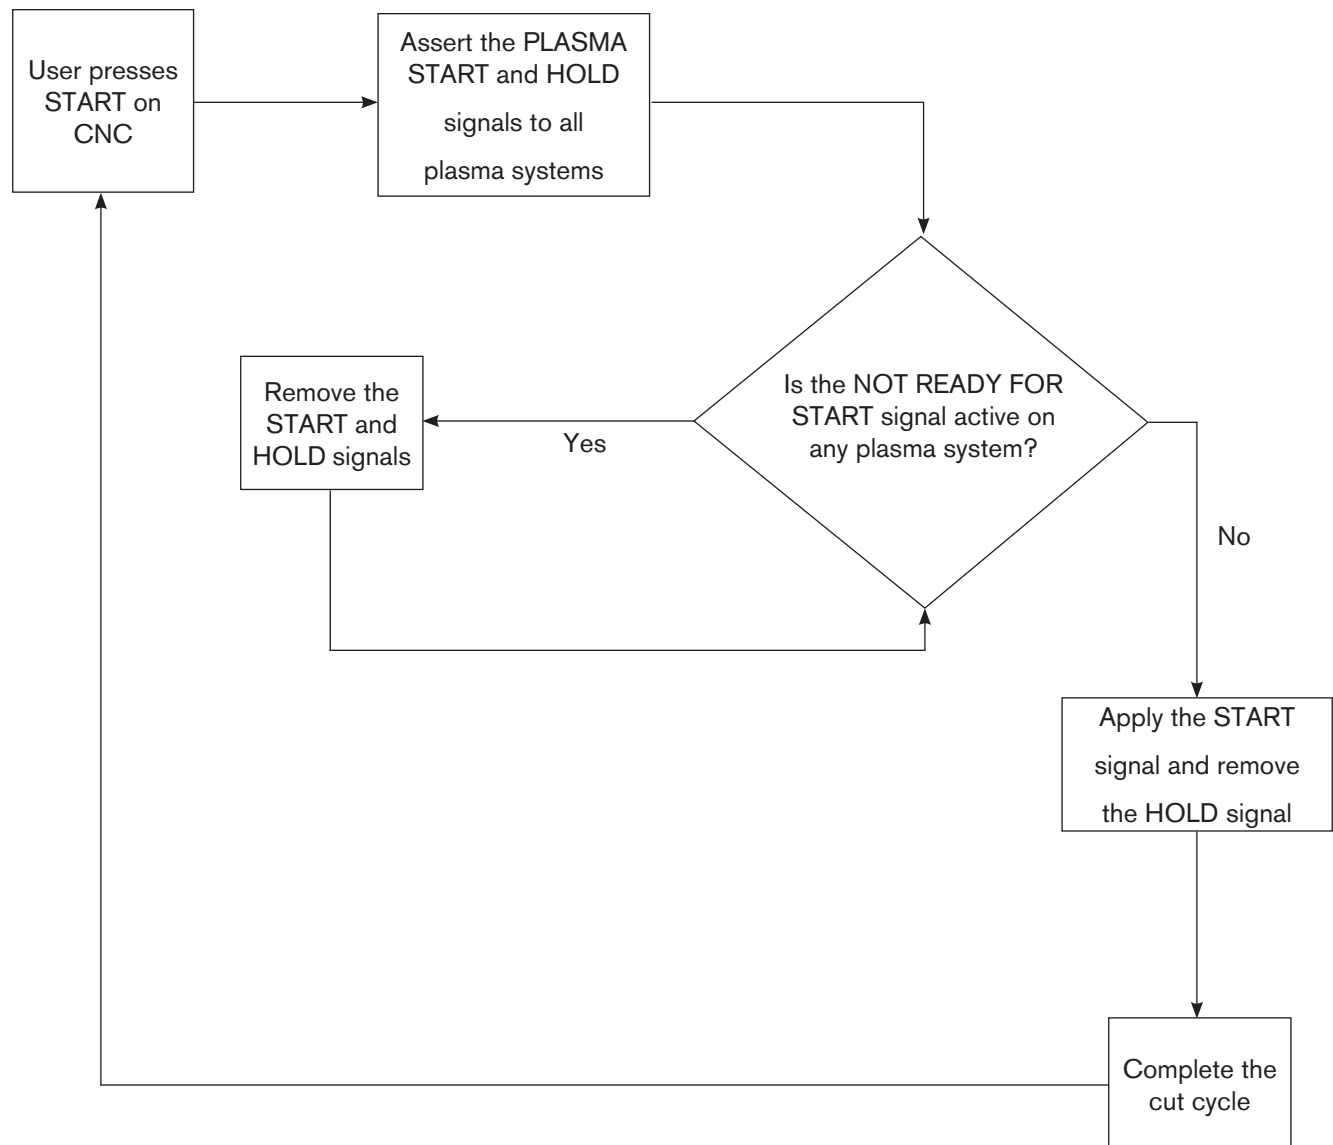 User presses
START on
CNC
Assert the PLASMA
START and HOLD
signals to all
plasma systems
Is the NOT READY FOR
START signal active on
any plasma system?
Yes
Remove the
START and
HOLD signals
No
Apply the START
signal and remove
the HOLD signal
Complete the
cut cycle